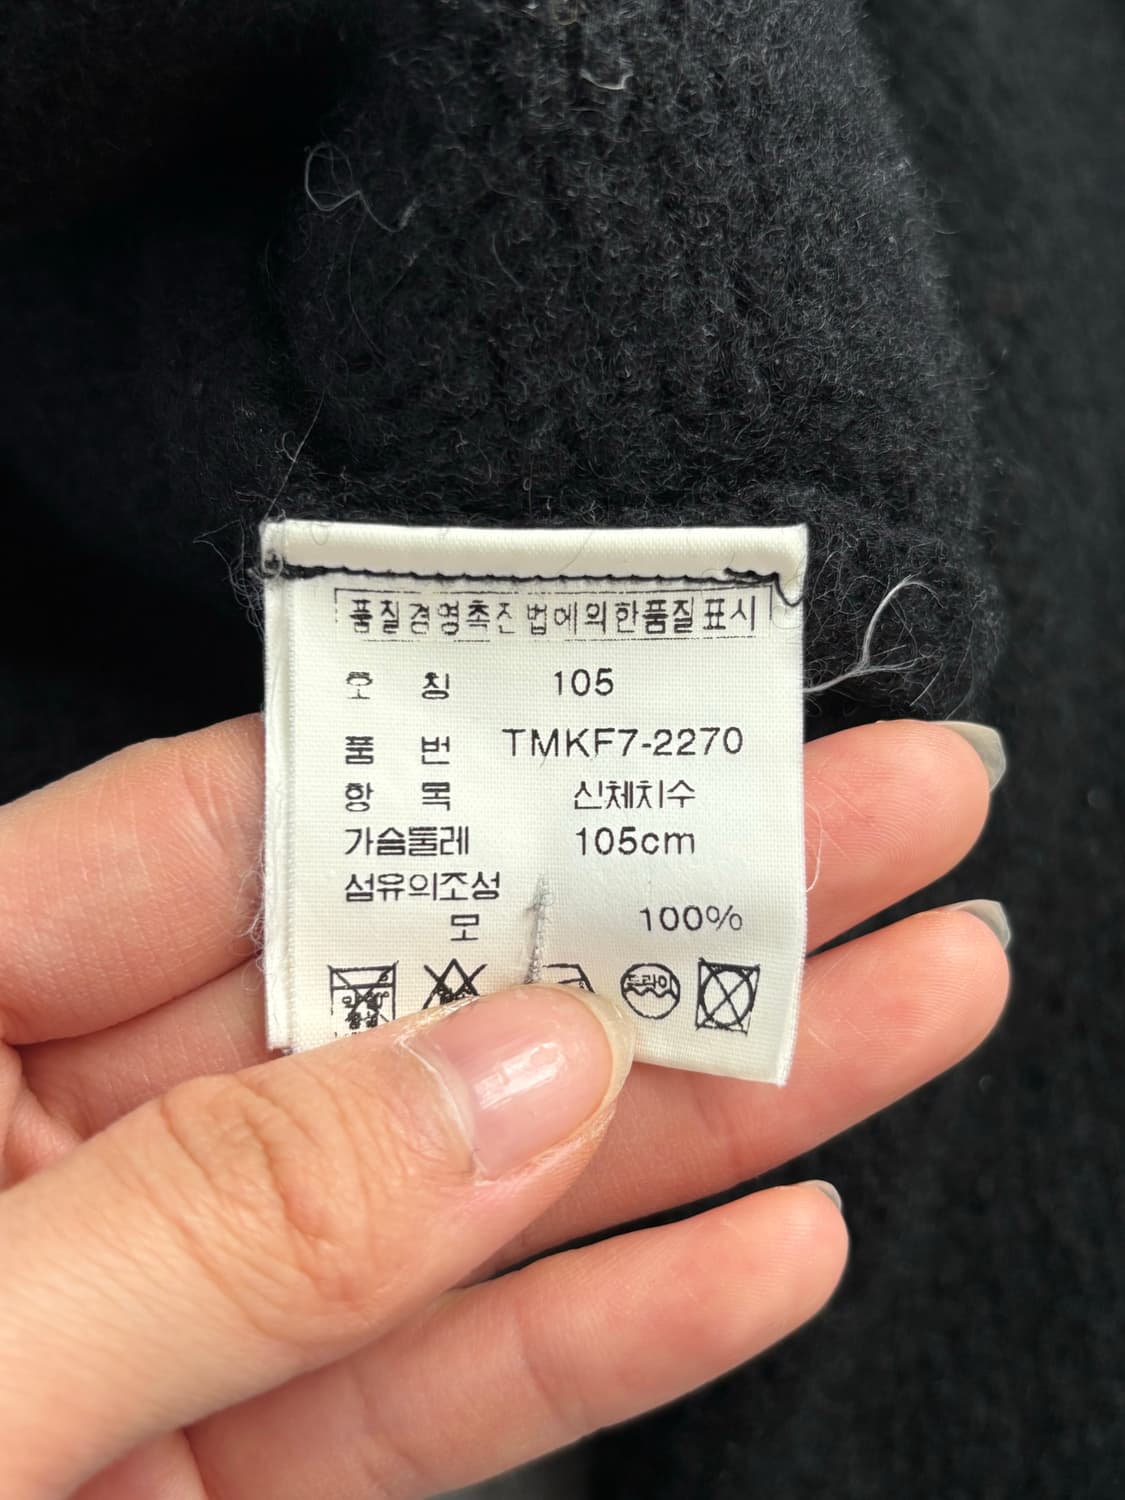 품질경영촉진법에의한품질표시
호 칭 105
품 번 TMKF7-2270
항 목 신체치수
가슴둘레 105cm
섬유의조성
모 100%
드라이